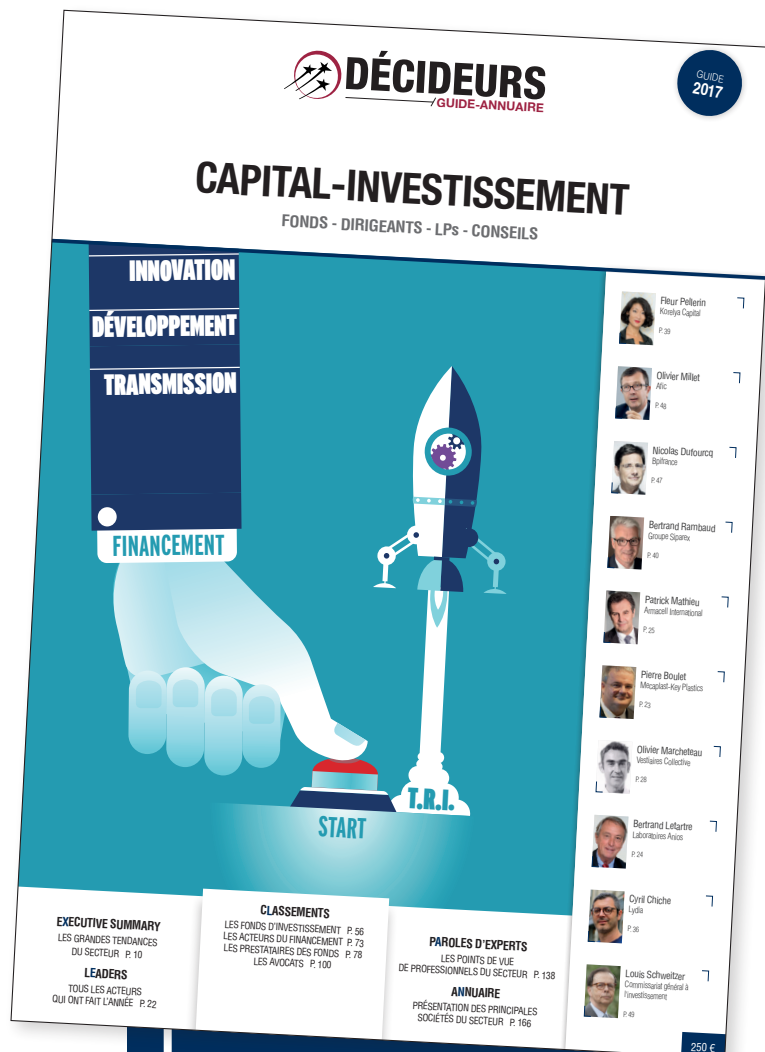 DÉCIDEURS
/GUIDE-ANNUAIRE
GUIDE
2017
CAPITAL-INVESTISSEMENT
FONDS - DIRIGEANTS - LPs - CONSEILS
INNOVATION
DÉVELOPPEMENT
TRANSMISSION
FINANCEMENT
T.R.I.
START
Fleur Pellerin
Korelya Capital
P. 39
Olivier Millet
Afic
P. 48
Nicolas Dufourcq
Bpifrance
P. 47
Bertrand Rambaud
Groupe Siparex
P. 40
Patrick Mathieu
Armacell International
P. 25
Pierre Boulet
Mecaplast-Key Plastics
P. 23
Olivier Marcheteau
Vestiaires Collective
P. 28
Bertrand Letartre
Laboratoires Anios
P. 24
Cyril Chiche
Lydia
P. 36
Louis Schweitzer
Commissariat général à
l'investissement
P. 49
EXECUTIVE SUMMARY
LES GRANDES TENDANCES
DU SECTEUR P. 10
LEADERS
TOUS LES ACTEURS
QUI ONT FAIT L'ANNÉE P. 22
CLASSEMENTS
LES FONDS D'INVESTISSEMENT P. 56
LES ACTEURS DU FINANCEMENT P. 73
LES PRESTATAIRES DES FONDS P. 78
LES AVOCATS P. 100
PAROLES D'EXPERTS
LES POINTS DE VUE
DE PROFESSIONNELS DU SECTEUR P. 138
ANNUAIRE
PRÉSENTATION DES PRINCIPALES
SOCIÉTÉS DU SECTEUR P. 166
250 €